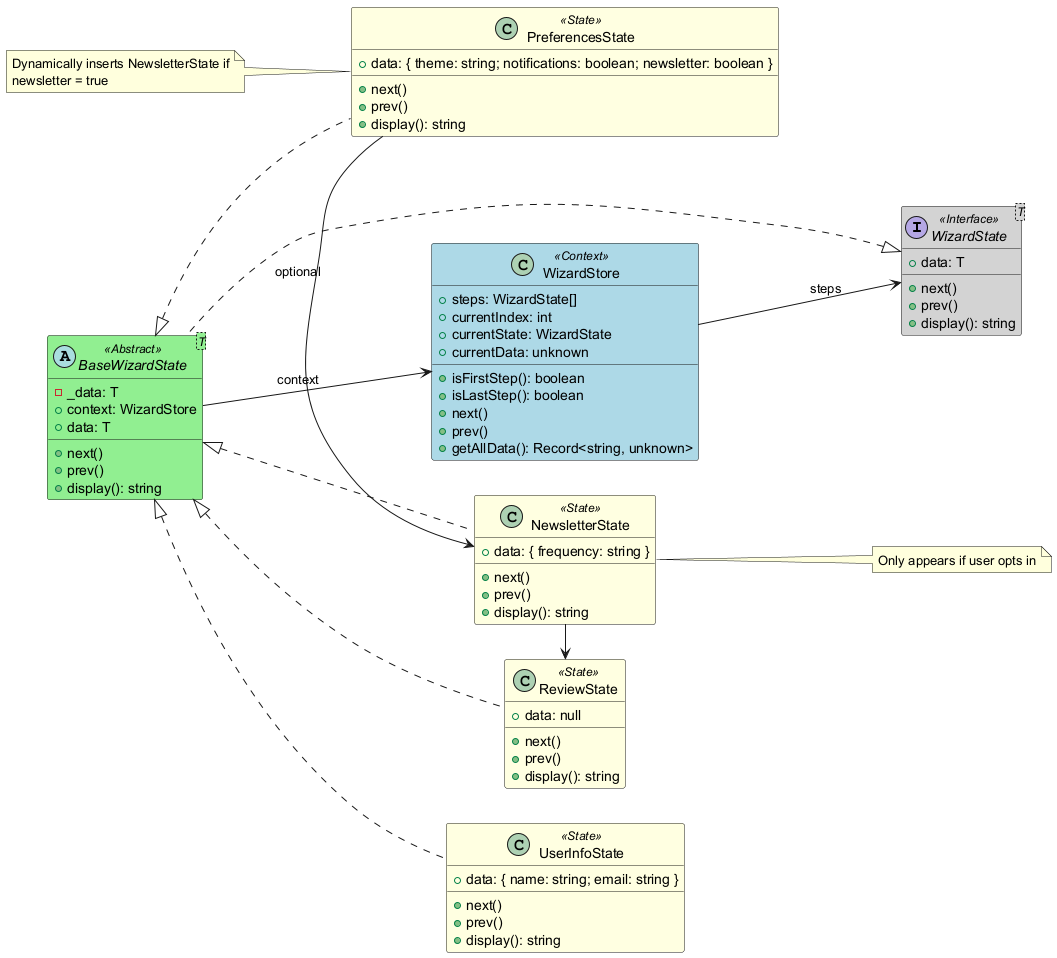 C
«State»
PreferencesState
data: { theme: string; notifications: boolean; newsletter: boolean }
next()
prev()
display(): string
Dynamically inserts NewsletterState if
newsletter = true
I
«Interface»
WizardState
T
data: T
next()
prev()
display(): string
optional
steps
context
C
«Context»
WizardStore
steps: WizardState[]
currentIndex: int
currentState: WizardState
currentData: unknown
isFirstStep(): boolean
isLastStep(): boolean
next()
prev()
getAllData(): Record<string, unknown>
A
«Abstract»
BaseWizardState
T
_data: T
context: WizardStore
data: T
next()
prev()
display(): string
C
«State»
NewsletterState
data: { frequency: string }
next()
prev()
display(): string
Only appears if user opts in
C
«State»
ReviewState
data: null
next()
prev()
display(): string
C
«State»
UserInfoState
data: { name: string; email: string }
next()
prev()
display(): string